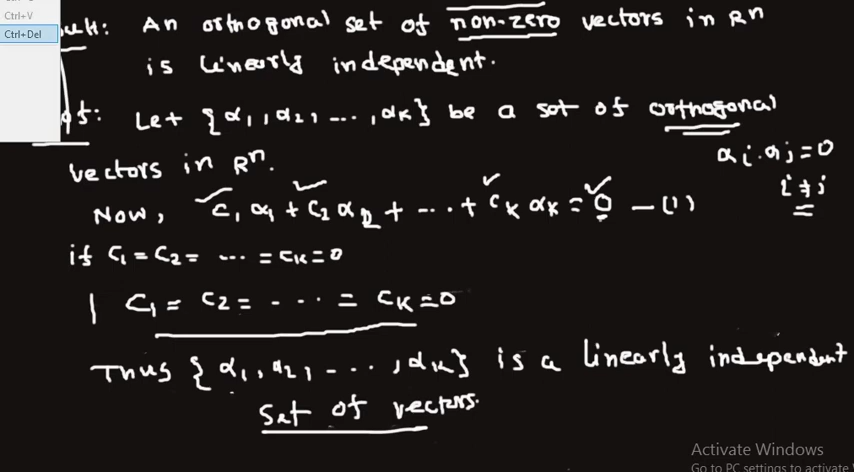 Ctrl+V
Ctrl+Del
An orthogonal set of non-zero vectors in Rⁿ
is linearly independent.
Let {α₁, α₂, ..., αₖ} be a set of orthogonal
vectors in Rⁿ.
αᵢ.αⱼ=0
i≠j
Now, c₁α₁ + c₂α₂ + ... + cₖαₖ = 0 — (1)
if c₁ = c₂ = ... = cₖ = 0
| c₁ = c₂ = .... = cₖ = 0
Thus {α₁, α₂, ..., αₖ} is a linearly independent
set of vectors.
Activate Windows
Go to PC settings to activate